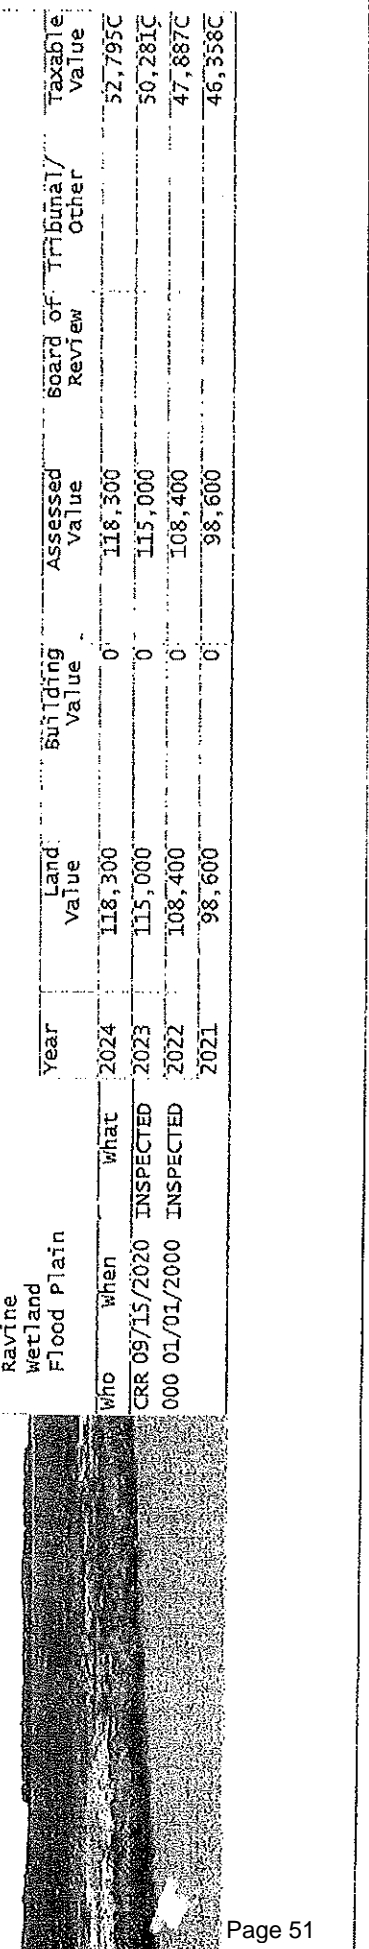 Ravine
Wetland
Flood Plain
Who When What Year Land Value Building Value Assessed Value Board of Review Tribunal/ Other Taxable Value
2024 118,300 0 118,300 52,795C
CRR 09/15/2020 INSPECTED 2023 115,000 0 115,000 50,281C
000 01/01/2000 INSPECTED 2022 108,400 0 108,400 47,887C
2021 98,600 0 98,600 46,358C
Page 51